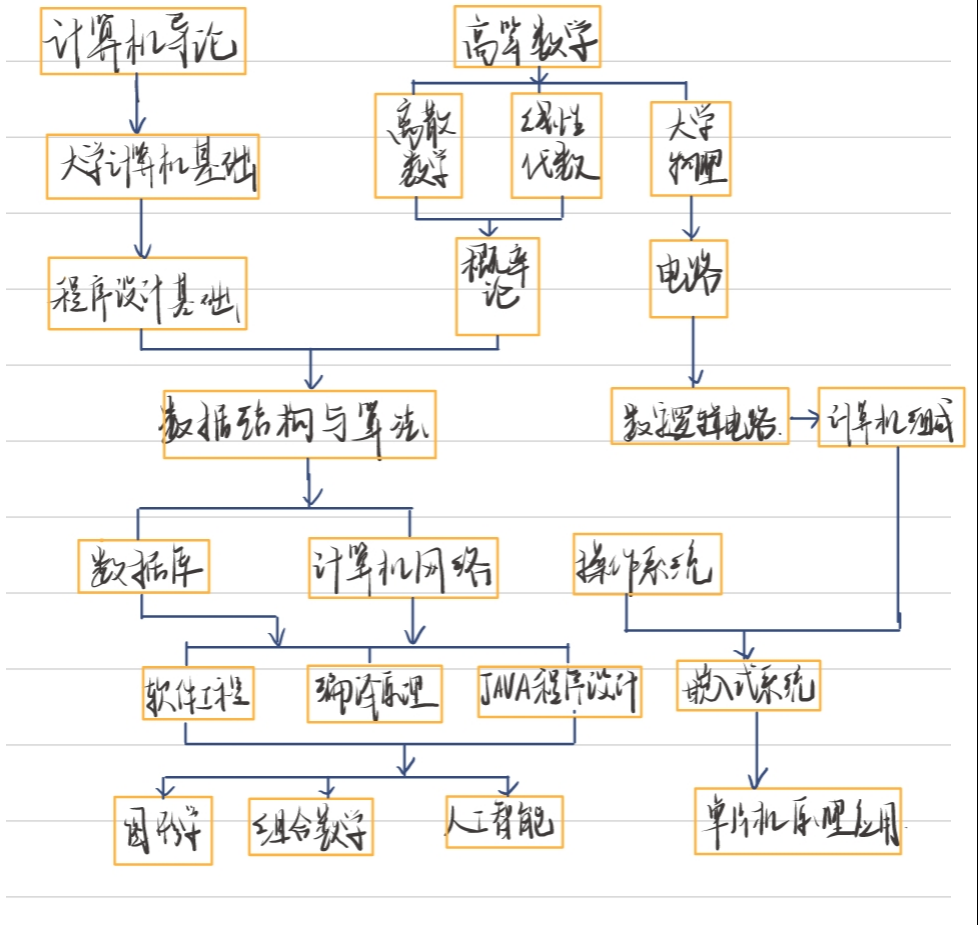 计算机导论
高等数学
离散
数学
线性
代数
大学
物理
大学计算机基础
程序设计基础
概率
论
电路
数据结构与算法
数字逻辑电路
计算机组成
数据库
计算机网络
操作系统
软件工程
编译原理
JAVA程序设计
嵌入式系统
图形学
组合数学
人工智能
单片机原理应用